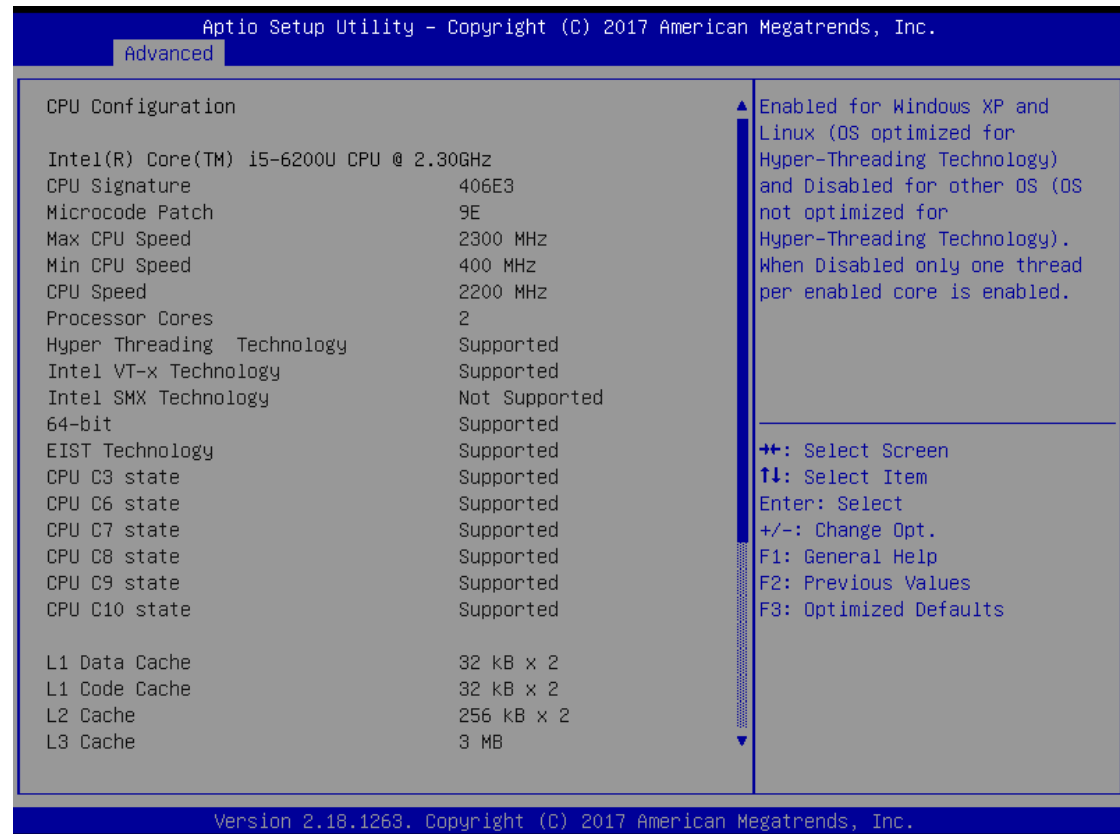 Aptio Setup Utility – Copyright (C) 2017 American Megatrends, Inc.
Advanced
CPU Configuration
Intel(R) Core(TM) i5-6200U CPU @ 2.30GHz
CPU Signature 406E3
Microcode Patch 9E
Max CPU Speed 2300 MHz
Min CPU Speed 400 MHz
CPU Speed 2200 MHz
Processor Cores 2
Hyper Threading Technology Supported
Intel VT-x Technology Supported
Intel SMX Technology Not Supported
64-bit Supported
EIST Technology Supported
CPU C3 state Supported
CPU C6 state Supported
CPU C7 state Supported
CPU C8 state Supported
CPU C9 state Supported
CPU C10 state Supported
L1 Data Cache 32 kB x 2
L1 Code Cache 32 kB x 2
L2 Cache 256 kB x 2
L3 Cache 3 MB
Enabled for Windows XP and
Linux (OS optimized for
Hyper-Threading Technology)
and Disabled for other OS (OS
not optimized for
Hyper-Threading Technology).
When Disabled only one thread
per enabled core is enabled.
→←: Select Screen
↑↓: Select Item
Enter: Select
+/-: Change Opt.
F1: General Help
F2: Previous Values
F3: Optimized Defaults
Version 2.18.1263. Copyright (C) 2017 American Megatrends, Inc.